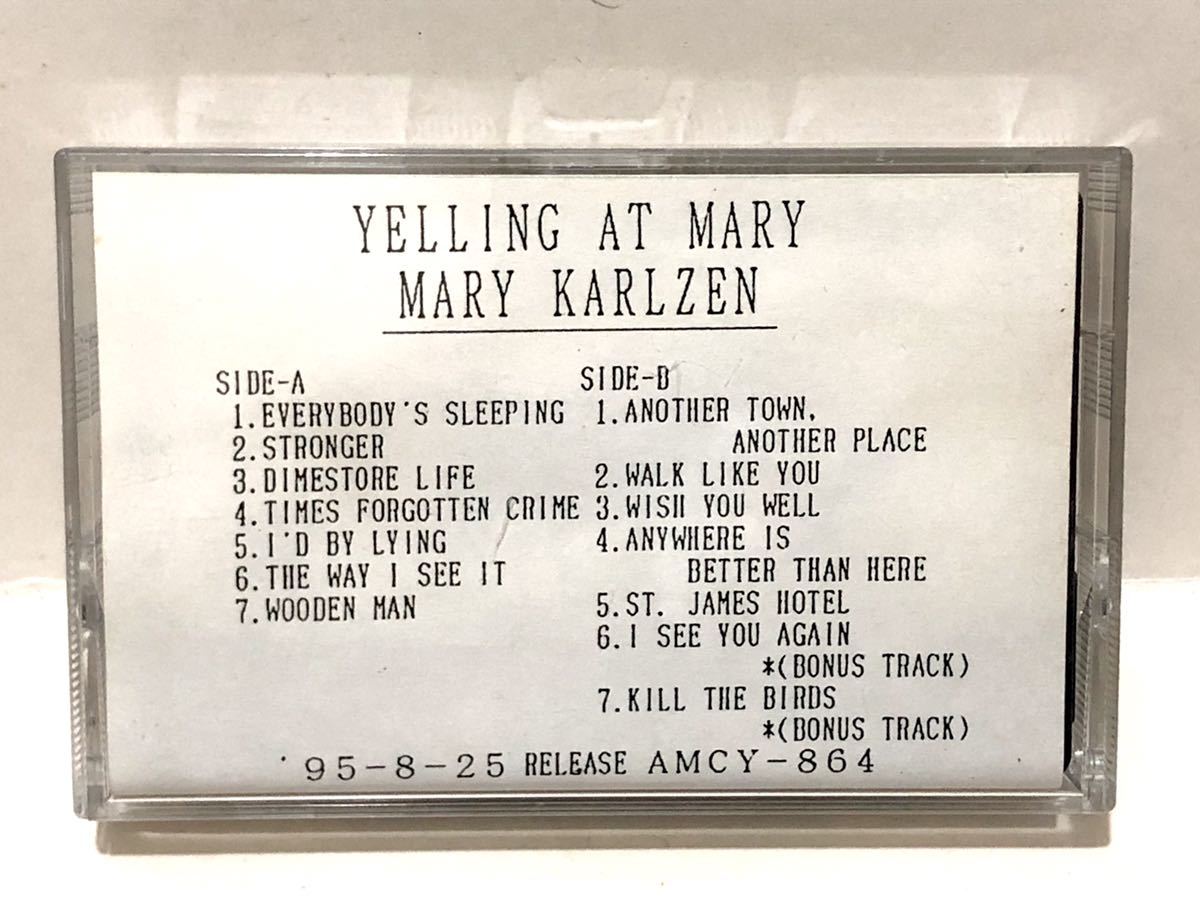 YELLING AT MARY
MARY KARLZEN
SIDE-A
1.EVERYBODY'S SLEEPING
2.STRONGER
3.DIMESTORE LIFE
4.TIMES FORGOTTEN CRIME
5.I'D BY LYING
6.THE WAY I SEE IT
7.WOODEN MAN
SIDE-B
1.ANOTHER TOWN,
ANOTHER PLACE
2.WALK LIKE YOU
3.WISH YOU WELL
4.ANYWHERE IS
BETTER THAN HERE
5.ST. JAMES HOTEL
6.I SEE YOU AGAIN
*(BONUS TRACK)
7.KILL THE BIRDS
*(BONUS TRACK)
'95-8-25 RELEASE AMCY-864